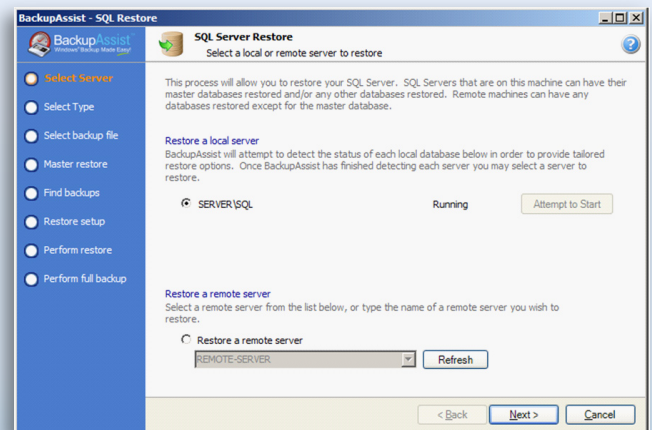 BackupAssist - SQL Restore
BackupAssist™
Windows® Backup Made Easy!
SQL Server Restore
Select a local or remote server to restore
?
Select Server
Select Type
Select backup file
Master restore
Find backups
Restore setup
Perform restore
Perform full backup
This process will allow you to restore your SQL Server. SQL Servers that are on this machine can have their
master databases restored and/or any other databases restored. Remote machines can have any
databases restored except for the master database.
Restore a local server
BackupAssist will attempt to detect the status of each local database below in order to provide tailored
restore options. Once BackupAssist has finished detecting each server you may select a server to
restore.
SERVER\SQL Running Attempt to Start
Restore a remote server
Select a remote server from the list below, or type the name of a remote server you wish to
restore.
Restore a remote server
REMOTE-SERVER Refresh
< Back Next > Cancel